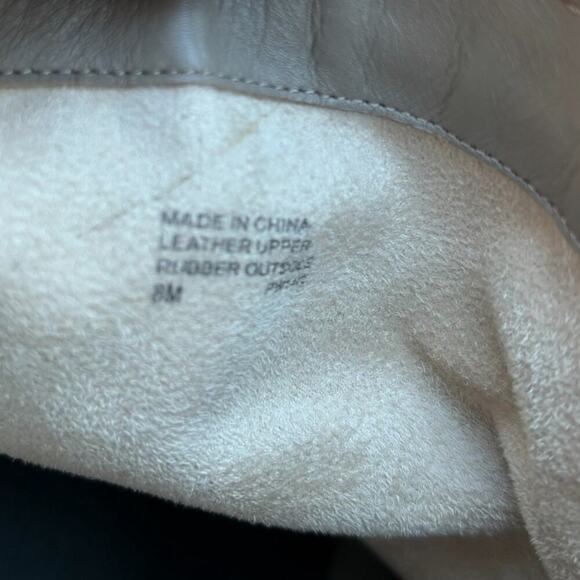 MADE IN CHINA
LEATHER UPPER
RUBBER OUTSOLE
8M